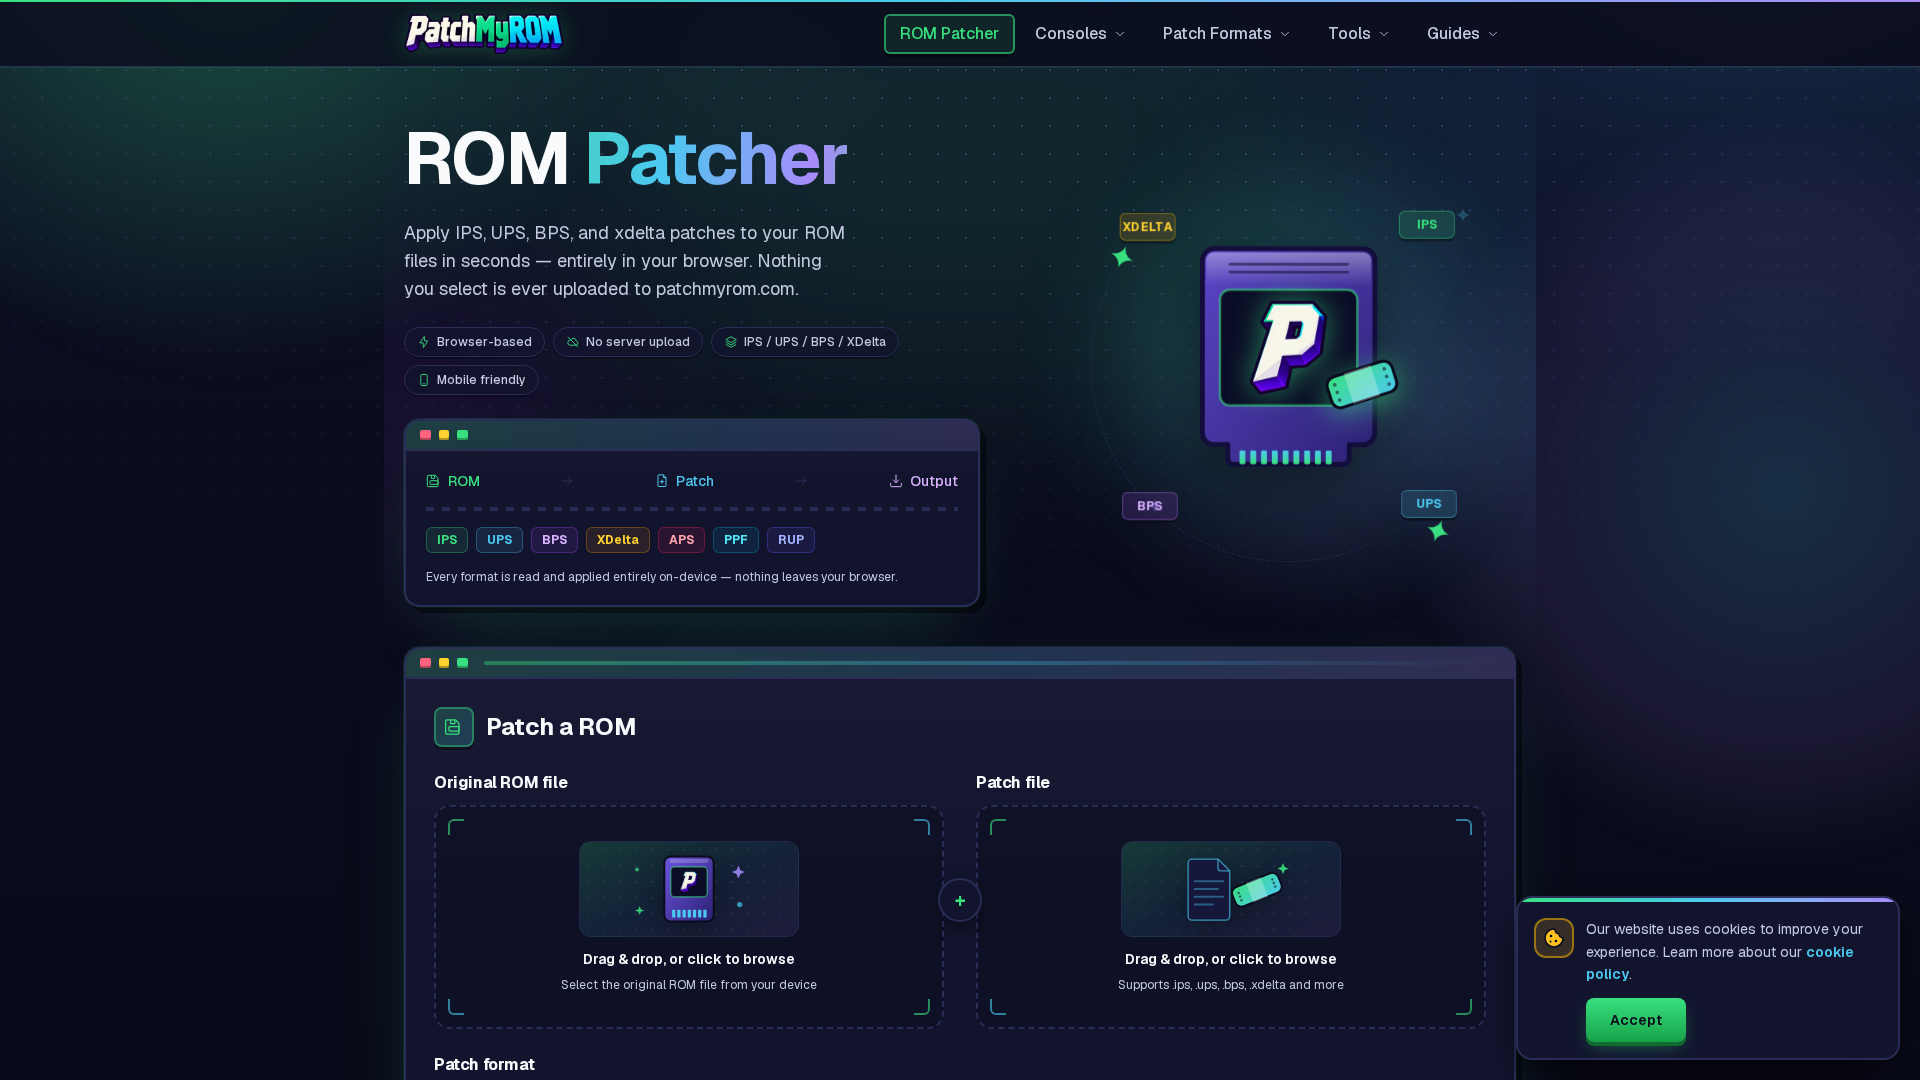 PatchMyROM
ROM Patcher
Consoles
Patch Formats
Tools
Guides
ROM Patcher
Apply IPS, UPS, BPS, and xdelta patches to your ROM
files in seconds — entirely in your browser. Nothing
you select is ever uploaded to patchmyrom.com.
Browser-based
No server upload
IPS / UPS / BPS / XDelta
Mobile friendly
XDELTA
IPS
P
BPS
UPS
ROM
Patch
Output
IPS
UPS
BPS
XDelta
APS
PPF
RUP
Every format is read and applied entirely on-device — nothing leaves your browser.
Patch a ROM
Original ROM file
P
Drag & drop, or click to browse
Select the original ROM file from your device
+
Patch file
Drag & drop, or click to browse
Supports .ips, .ups, .bps, .xdelta and more
Patch format
Our website uses cookies to improve your
experience. Learn more about our cookie
policy.
Accept